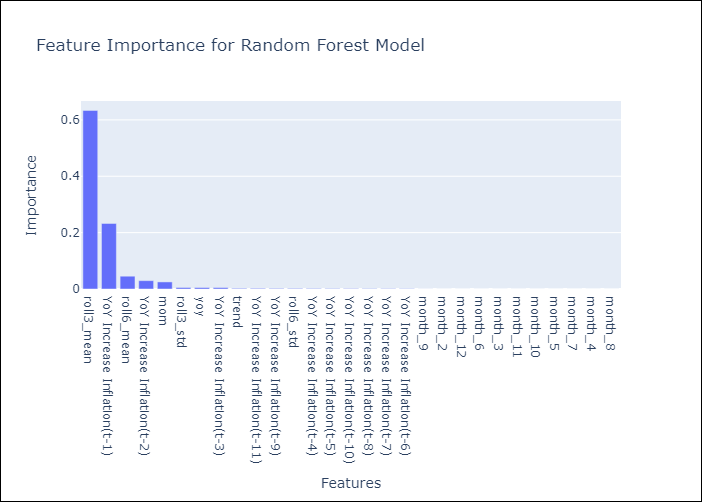 Feature Importance for Random Forest Model
Importance
0.6
0.4
0.2
0
roll3_mean
YoY Increase Inflation(t-1)
roll6_mean
YoY Increase Inflation(t-2)
mom
roll3_std
yoy
YoY Increase Inflation(t-3)
trend
YoY Increase Inflation(t-11)
YoY Increase Inflation(t-9)
roll6_std
YoY Increase Inflation(t-4)
YoY Increase Inflation(t-5)
YoY Increase Inflation(t-10)
YoY Increase Inflation(t-8)
YoY Increase Inflation(t-7)
YoY Increase Inflation(t-6)
month_9
month_2
month_12
month_6
month_3
month_11
month_10
month_5
month_7
month_4
month_8
Features